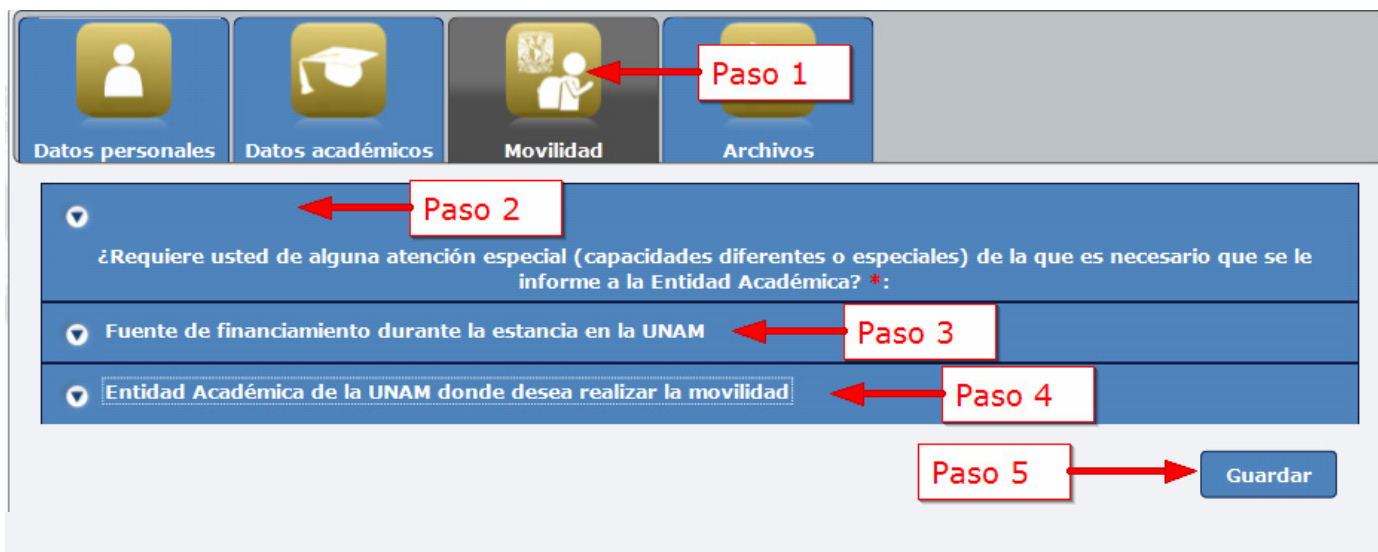 Paso 1
Datos personales
Datos académicos
Movilidad
Archivos
Paso 2
¿Requiere usted de alguna atención especial (capacidades diferentes o especiales) de la que es necesario que se le
informe a la Entidad Académica? *:
Fuente de financiamiento durante la estancia en la UNAM
Paso 3
Entidad Académica de la UNAM donde desea realizar la movilidad
Paso 4
Paso 5
Guardar